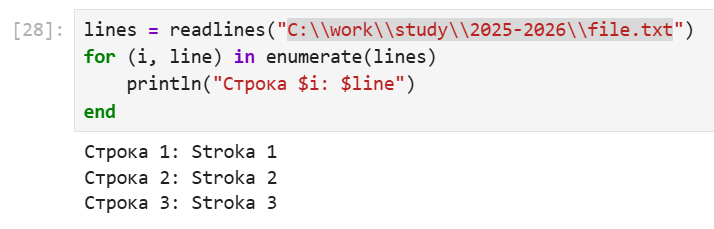 [28]: lines = readlines("C:\\work\\study\\2025-2026\\file.txt")
for (i, line) in enumerate(lines)
    println("Строка $i: $line")
end
Строка 1: Stroka 1
Строка 2: Stroka 2
Строка 3: Stroka 3